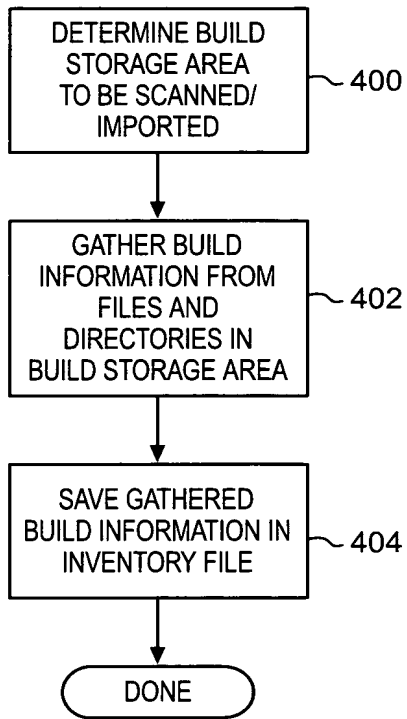 DETERMINE BUILD
STORAGE AREA
TO BE SCANNED/
IMPORTED
400
GATHER BUILD
INFORMATION FROM
FILES AND
DIRECTORIES IN
BUILD STORAGE AREA
402
SAVE GATHERED
BUILD INFORMATION IN
INVENTORY FILE
404
DONE